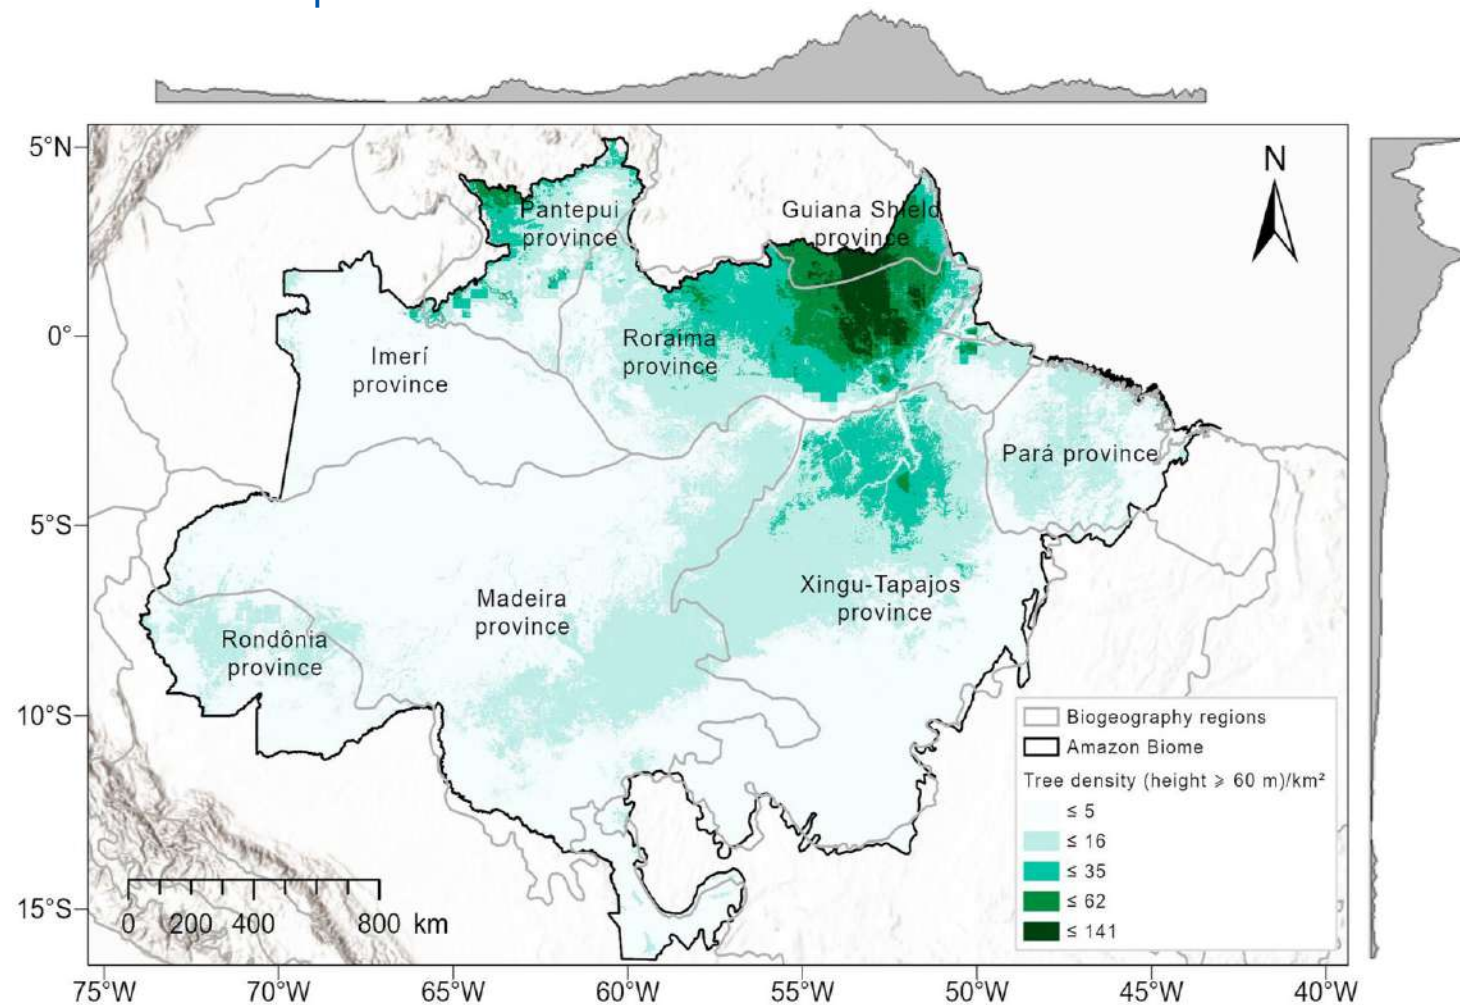 N
5°N
0°
5°S
10°S
15°S
Pantepui
province
Guiana Shield
province
Imerí
province
Roraima
province
Pará province
Madeira
province
Xingu-Tapajos
province
Rondônia
province
Biogeography regions
Amazon Biome
Tree density (height ⩾ 60 m)/km²
≤ 5
≤ 16
≤ 35
≤ 62
≤ 141
0 200 400 800 km
75°W 70°W 65°W 60°W 55°W 50°W 45°W 40°W